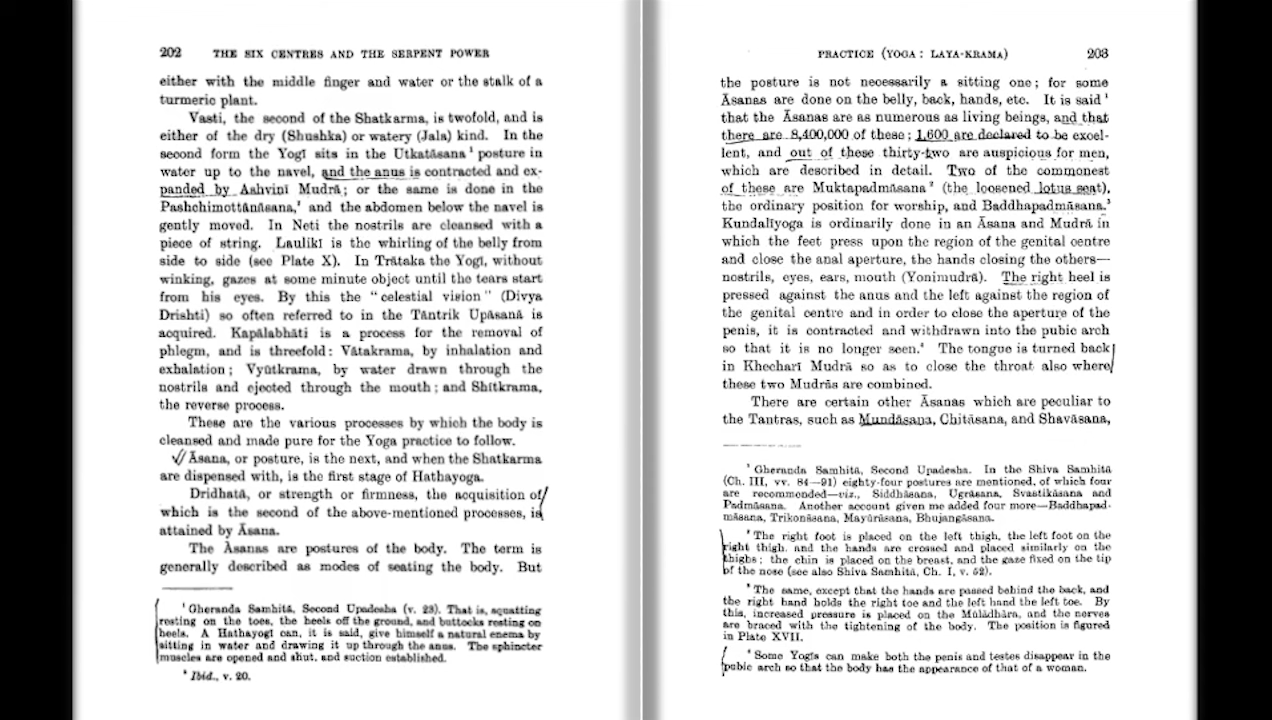 202 THE SIX CENTRES AND THE SERPENT POWER
either with the middle finger and water or the stalk of a
turmeric plant.
Vasti, the second of the Shatkarma, is twofold, and is
either of the dry (Shushka) or watery (Jala) kind. In the
second form the Yogī sits in the Utkatāsana ¹ posture in
water up to the navel, and the anus is contracted and ex-
panded by Ashvinī Mudrā; or the same is done in the
Pashchimottānāsana,² and the abdomen below the navel is
gently moved. In Neti the nostrils are cleansed with a
piece of string. Laulikī is the whirling of the belly from
side to side (see Plate X). In Trātaka the Yogī, without
winking, gazes at some minute object until the tears start
from his eyes. By this the "celestial vision" (Divya
Drishti) so often referred to in the Tāntrik Upāsanā is
acquired. Kapālabhāti is a process for the removal of
phlegm, and is threefold: Vātakrama, by inhalation and
exhalation; Vyūtkrama, by water drawn through the
nostrils and ejected through the mouth; and Shītkrama,
the reverse process.
These are the various processes by which the body is
cleansed and made pure for the Yoga practice to follow.
Āsana, or posture, is the next, and when the Shatkarma
are dispensed with, is the first stage of Hathayoga.
Dridhatā, or strength or firmness, the acquisition of
which is the second of the above-mentioned processes, is
attained by Āsana.
The Āsanas are postures of the body. The term is
generally described as modes of seating the body. But
¹ Gheranda Samhitā, Second Upadesha (v. 23). That is, squatting
resting on the toes, the heels off the ground, and buttocks resting on
heels. A Hathayogī can, it is said, give himself a natural enema by
sitting in water and drawing it up through the anus. The sphincter
muscles are opened and shut, and suction established.
² Ibid., v. 20.
PRACTICE (YOGA: LAYA-KRAMA) 203
the posture is not necessarily a sitting one; for some
Āsanas are done on the belly, back, hands, etc. It is said ¹
that the Āsanas are as numerous as living beings, and that
there are 8,400,000 of these; 1,600 are declared to be excel-
lent, and out of these thirty-two are auspicious for men,
which are described in detail. Two of the commonest
of these are Muktapadmāsana ² (the loosened lotus seat),
the ordinary position for worship, and Baddhapadmāsana.³
Kundalīyoga is ordinarily done in an Āsana and Mudrā in
which the feet press upon the region of the genital centre
and close the anal aperture, the hands closing the others—
nostrils, eyes, ears, mouth (Yonimudrā). The right heel is
pressed against the anus and the left against the region of
the genital centre and in order to close the aperture of the
penis, it is contracted and withdrawn into the pubic arch
so that it is no longer seen.⁴ The tongue is turned back
in Khecharī Mudrā so as to close the throat also where
these two Mudrās are combined.
There are certain other Āsanas which are peculiar to
the Tantras, such as Mundāsana, Chitāsana, and Shavāsana,
¹ Gheranda Samhitā, Second Upadesha. In the Shiva Samhitā
(Ch. III, vv. 84—91) eighty-four postures are mentioned, of which four
are recommended—viz., Siddhāsana, Ugrāsana, Svastikāsana and
Padmāsana. Another account given me added four more—Baddhapad-
māsana, Trikonāsana, Mayūrāsana, Bhujangāsana.
² The right foot is placed on the left thigh, the left foot on the
right thigh, and the hands are crossed and placed similarly on the
thighs; the chin is placed on the breast, and the gaze fixed on the tip
of the nose (see also Shiva Samhitā, Ch. I, v. 52).
³ The same, except that the hands are passed behind the back, and
the right hand holds the right toe and the left hand the left toe. By
this, increased pressure is placed on the Mūlādhāra, and the nerves
are braced with the tightening of the body. The position is figured
in Plate XVII.
⁴ Some Yogīs can make both the penis and testes disappear in the
pubic arch so that the body has the appearance of that of a woman.